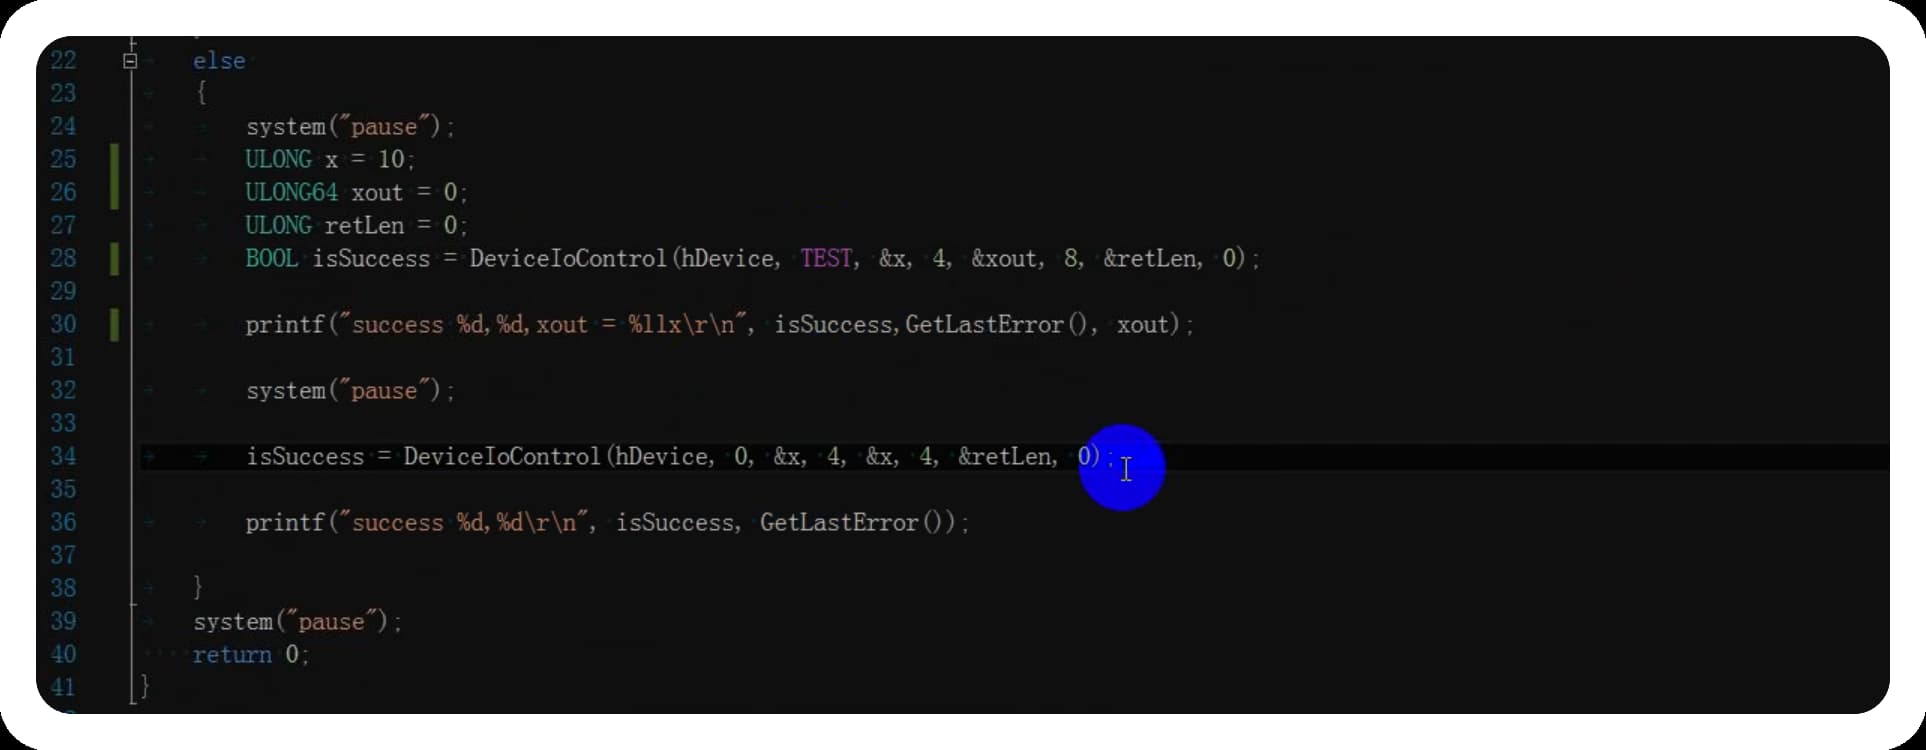 22 else
23 {
24 system("pause");
25 ULONG x = 10;
26 ULONG64 xout = 0;
27 ULONG retLen = 0;
28 BOOL isSuccess = DeviceIoControl(hDevice, TEST, &x, 4, &xout, 8, &retLen, 0);
29
30 printf("success %d,%d,xout = %llx\r\n", isSuccess,GetLastError(), xout);
31
32 system("pause");
33
34 isSuccess = DeviceIoControl(hDevice, 0, &x, 4, &x, 4, &retLen, 0);
35
36 printf("success %d,%d\r\n", isSuccess, GetLastError());
37
38 }
39 system("pause");
40 return 0;
41 }